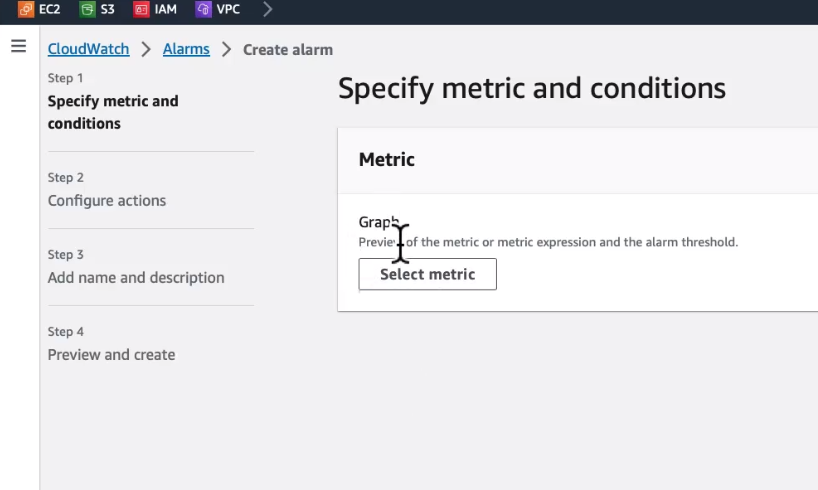 EC2 S3 IAM VPC
CloudWatch > Alarms > Create alarm
Step 1
Specify metric and
conditions
Step 2
Configure actions
Step 3
Add name and description
Step 4
Preview and create
Specify metric and conditions
Metric
Graph
Preview of the metric or metric expression and the alarm threshold.
Select metric